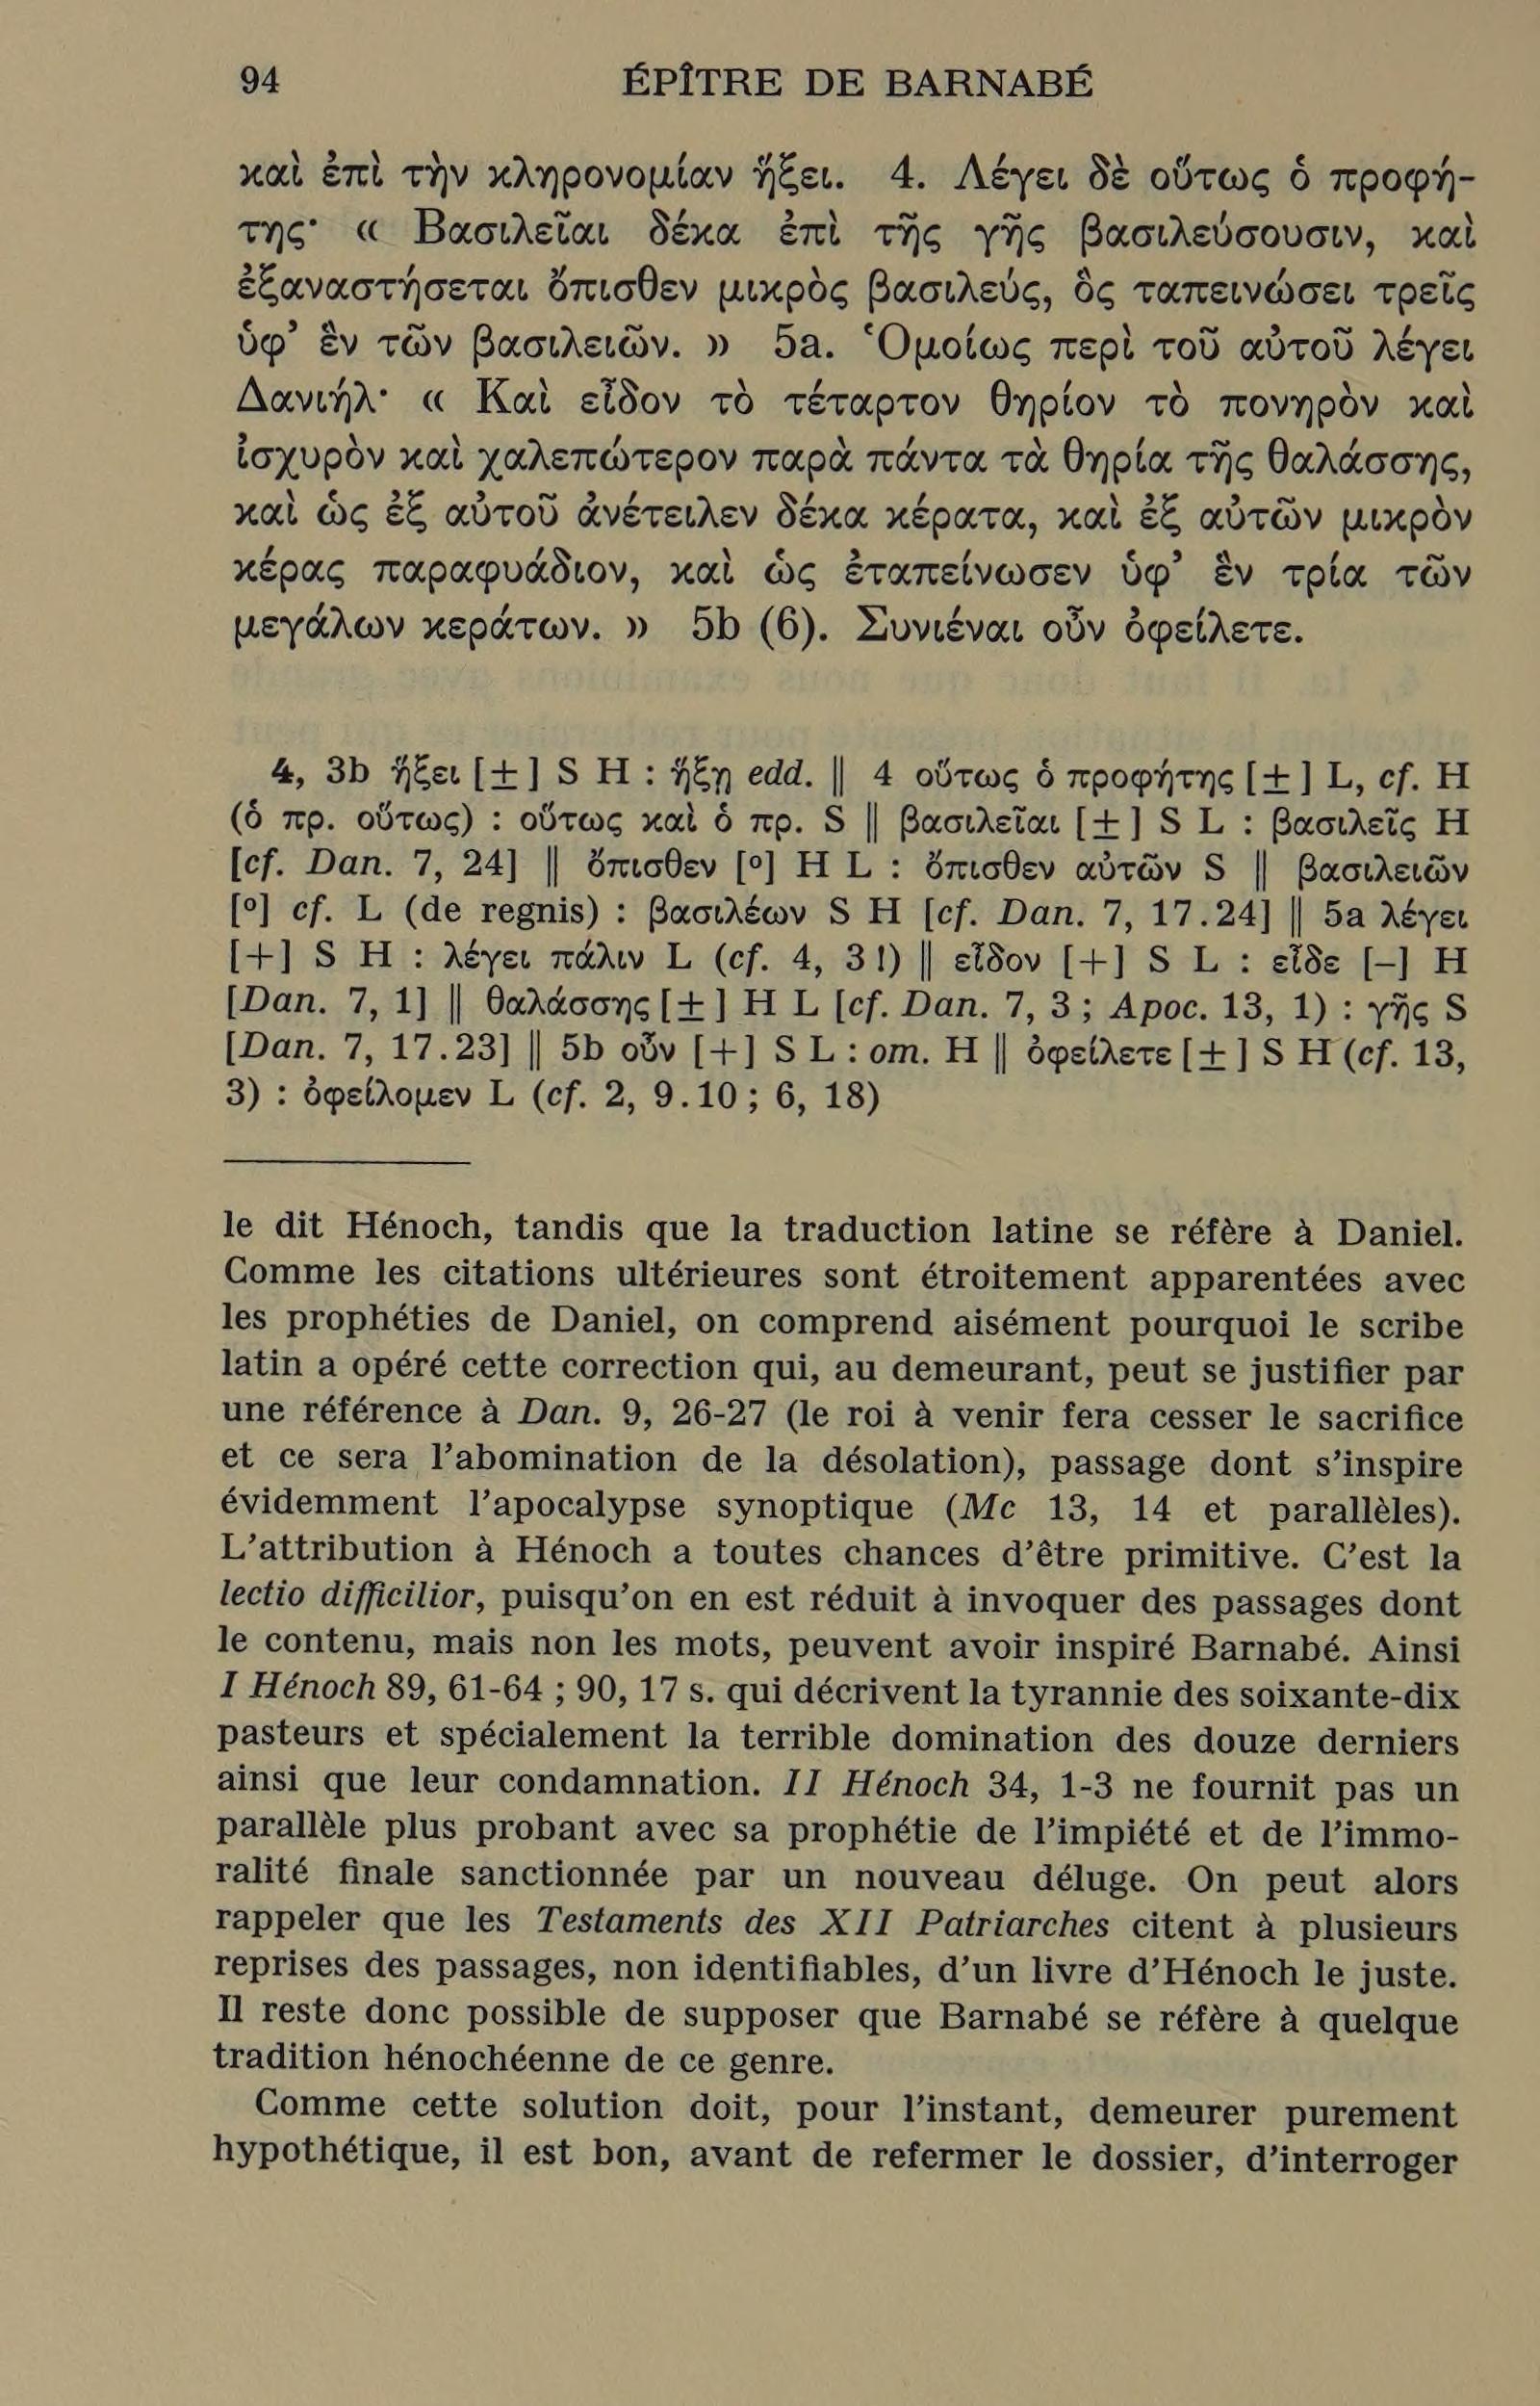 94 ÉPÎTRE DE BARNABÉ
καὶ ἐπὶ τὴν κληρονομίαν ἥξει. 4. Λέγει δὲ οὕτως ὁ προφή-
της· « Βασιλεῖαι δέκα ἐπὶ τῆς γῆς βασιλεύσουσιν, καὶ
ἐξαναστήσεται ὄπισθεν μικρὸς βασιλεύς, ὃς ταπεινώσει τρεῖς
ὑφ’ ἓν τῶν βασιλειῶν. » 5a. Ὁμοίως περὶ τοῦ αὐτοῦ λέγει
Δανιήλ· « Καὶ εἶδον τὸ τέταρτον θηρίον τὸ πονηρὸν καὶ
ἰσχυρὸν καὶ χαλεπώτερον παρὰ πάντα τὰ θηρία τῆς θαλάσσης,
καὶ ὡς ἐξ αὐτοῦ ἀνέτειλεν δέκα κέρατα, καὶ ἐξ αὐτῶν μικρὸν
κέρας παραφυάδιον, καὶ ὡς ἐταπείνωσεν ὑφ’ ἓν τρία τῶν
μεγάλων κεράτων. » 5b (6). Συνιέναι οὖν ὀφείλετε.
4, 3b ἥξει [±] S H : ἥξῃ edd. || 4 οὕτως ὁ προφήτης [±] L, cf. H
(ὁ πρ. οὕτως) : οὕτως καὶ ὁ πρ. S || βασιλεῖαι [±] S L : βασιλεῖς H
[cf. Dan. 7, 24] || ὄπισθεν [º] H L : ὄπισθεν αὐτῶν S || βασιλειῶν
[º] cf. L (de regnis) : βασιλέων S H [cf. Dan. 7, 17.24] || 5a λέγει
[+] S H : λέγει πάλιν L (cf. 4, 3 !) || εἶδον [+] S L : εἶδε [–] H
[Dan. 7, 1] || θαλάσσης [±] H L [cf. Dan. 7, 3 ; Apoc. 13, 1) : γῆς S
[Dan. 7, 17.23] || 5b οὖν [+] S L : om. H || ὀφείλετε [±] S H (cf. 13,
3) : ὀφείλομεν L (cf. 2, 9.10 ; 6, 18)
le dit Hénoch, tandis que la traduction latine se réfère à Daniel.
Comme les citations ultérieures sont étroitement apparentées avec
les prophéties de Daniel, on comprend aisément pourquoi le scribe
latin a opéré cette correction qui, au demeurant, peut se justifier par
une référence à Dan. 9, 26-27 (le roi à venir fera cesser le sacrifice
et ce sera l’abomination de la désolation), passage dont s’inspire
évidemment l’apocalypse synoptique (Mc 13, 14 et parallèles).
L’attribution à Hénoch a toutes chances d’être primitive. C’est la
lectio difficilior, puisqu’on en est réduit à invoquer des passages dont
le contenu, mais non les mots, peuvent avoir inspiré Barnabé. Ainsi
I Hénoch 89, 61-64 ; 90, 17 s. qui décrivent la tyrannie des soixante-dix
pasteurs et spécialement la terrible domination des douze derniers
ainsi que leur condamnation. II Hénoch 34, 1-3 ne fournit pas un
parallèle plus probant avec sa prophétie de l’impiété et de l’immo-
ralité finale sanctionnée par un nouveau déluge. On peut alors
rappeler que les Testaments des XII Patriarches citent à plusieurs
reprises des passages, non identifiables, d’un livre d’Hénoch le juste.
Il reste donc possible de supposer que Barnabé se réfère à quelque
tradition hénochéenne de ce genre.
Comme cette solution doit, pour l’instant, demeurer purement
hypothétique, il est bon, avant de refermer le dossier, d’interroger